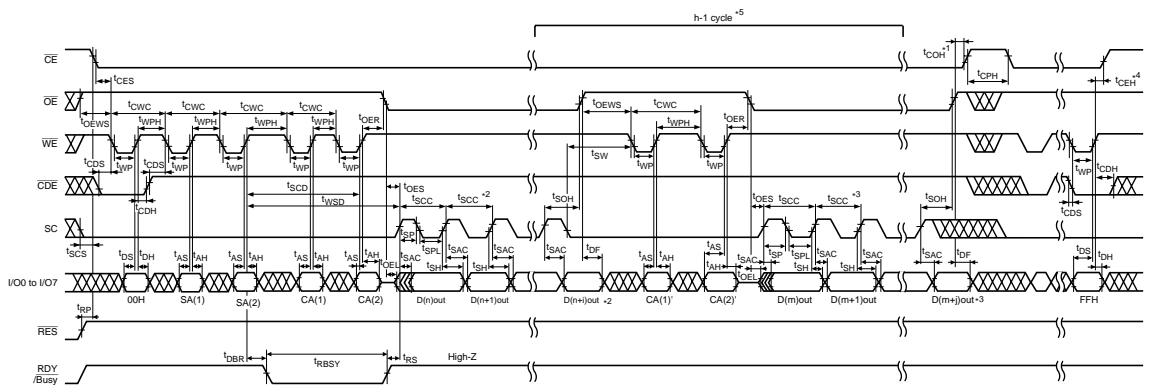 h-1 cycle *5
CE
tCES
tCOH*1
tCPH
tCEH*4
OE
tOEWS
tCWC
tCWC
tCWC
tCWC
tWPH
tWPH
tWPH
tWPH
tOER
tOEWS
tCWC
tWPH
tOER
WE
tCDS
tWP
tCDS
tWP
tWP
tWP
tWP
tSW
tWP
tWP
tWP
tCDH
CDE
tCDH
tSCD
tWSD
tOES
tSCC
tSCC *2
tSOH
tOES
tSCC
tSCC *3
tSOH
tCDS
SC
tSCS
tSP
tSPL
tSAC
tSAC
tSAC
tDF
tAS
tAH
tSAC
tSP
tSPL
tSAC
tSAC
tSAC
tDF
tDS
tDH
tDS
tDH
tAS
tAH
tAS
tAH
tAS
tAH
tAS
tAH
tOEL
tSH
tSH
tAS
tAH
tOEL
tSH
tSH
I/O0 to I/O7
00H
SA(1)
SA(2)
CA(1)
CA(2)
D(n)out
D(n+1)out
D(n+i)out *2
CA(1)'
CA(2)'
D(m)out
D(m+1)out
D(m+j)out*3
FFH
tRP
RES
tDBR
tRBSY
tRS
High-Z
RDY
/Busy